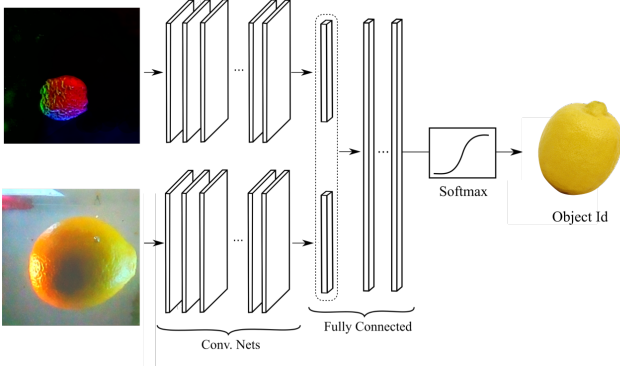 ...
...
...
Softmax
Object Id
Fully Connected
Conv. Nets